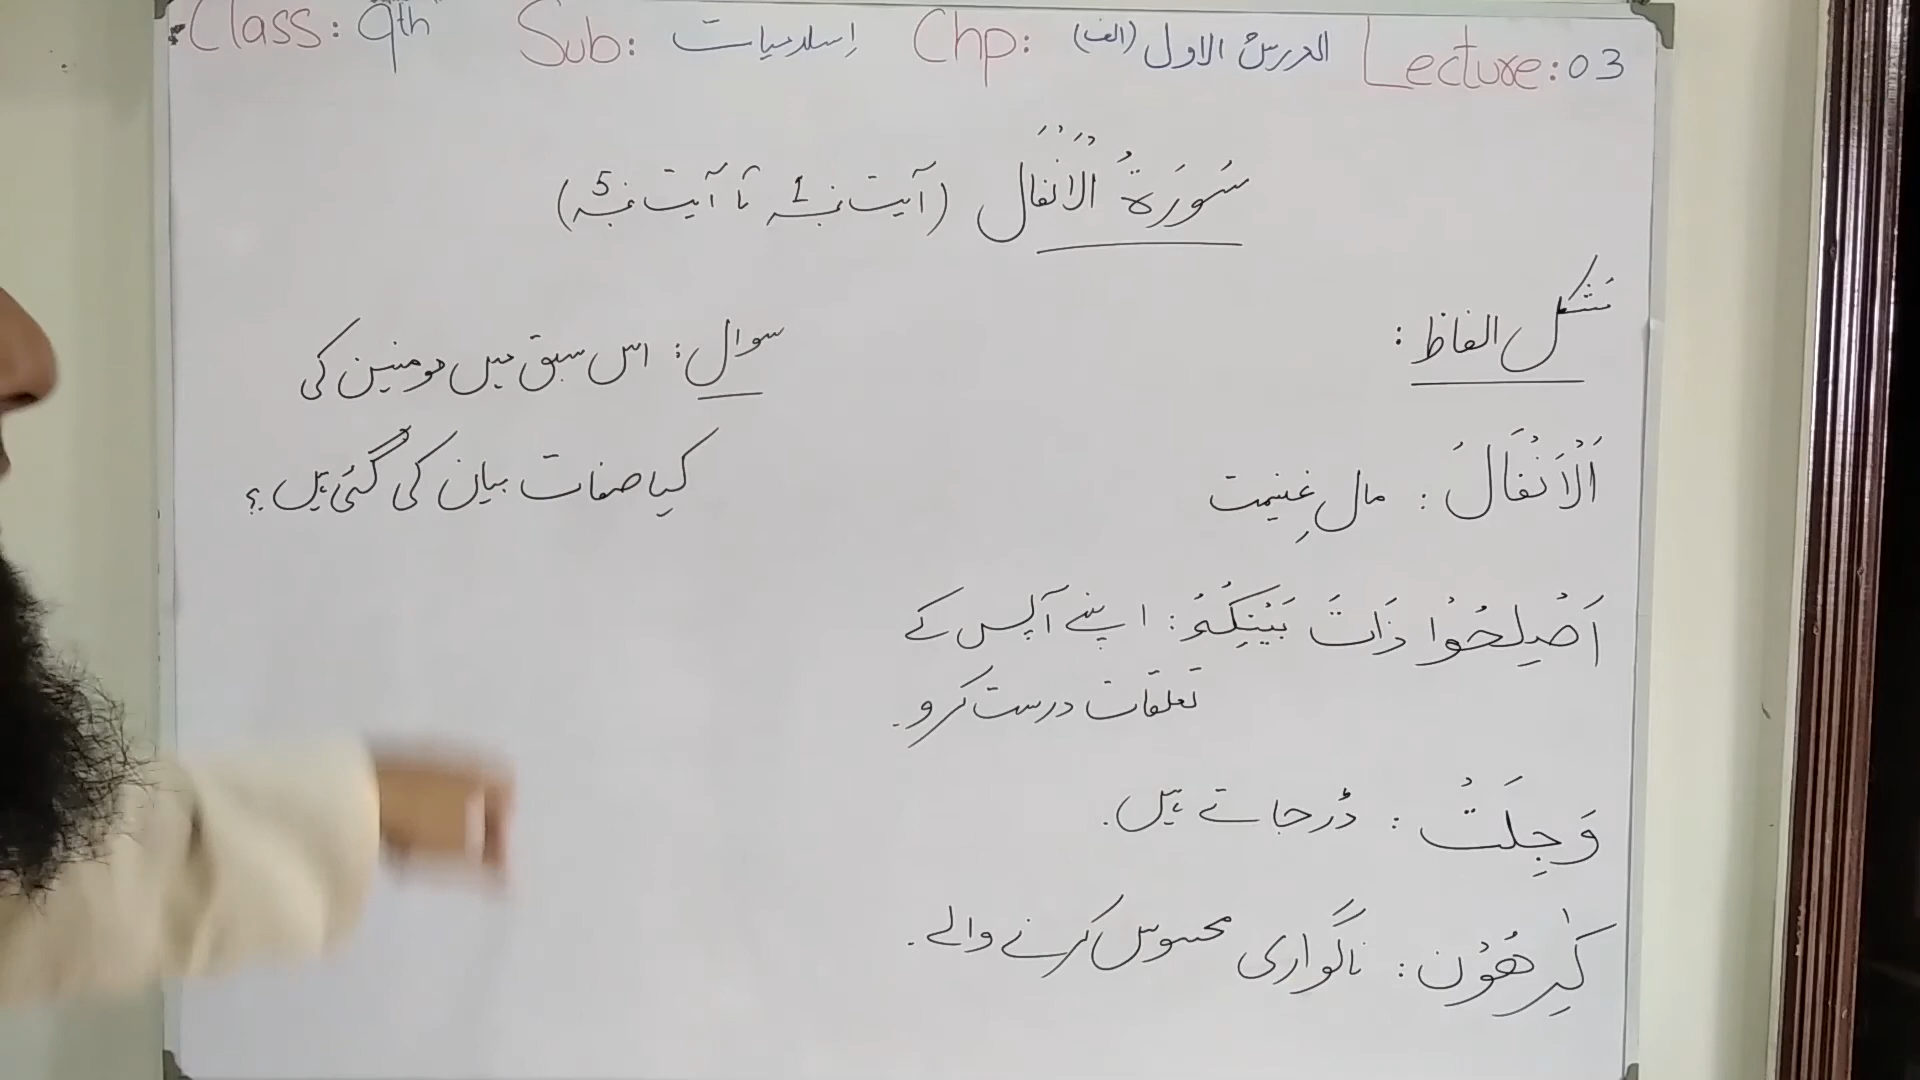 Class: 9th Sub: اسلامیات Chp: الدرس الاول (الف) Lecture: 03
سُورَةُ الْاَنْفَال (آیت نمبر 1 تا آیت نمبر 5)
مشکل الفاظ:
اَلْاَنْفَالُ : مالِ غنیمت
اَصْلِحُوْا ذَاتَ بَيْنِكُمْ : اپنے آپس کے
تعلقات درست کرو۔
وَجِلَتْ : ڈر جاتے ہیں۔
كٰرِهُوْن : ناگواری محسوس کرنے والے۔
سوال: اس سبق میں مومنین کی
کیا صفات بیان کی گئی ہیں؟